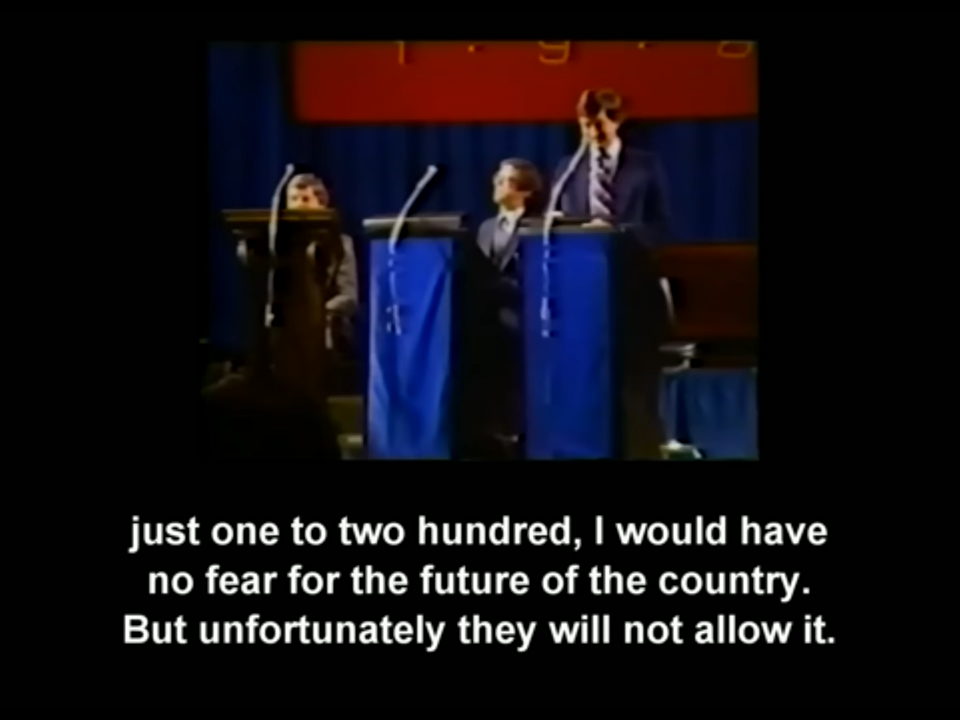 just one to two hundred, I would have
no fear for the future of the country.
But unfortunately they will not allow it.